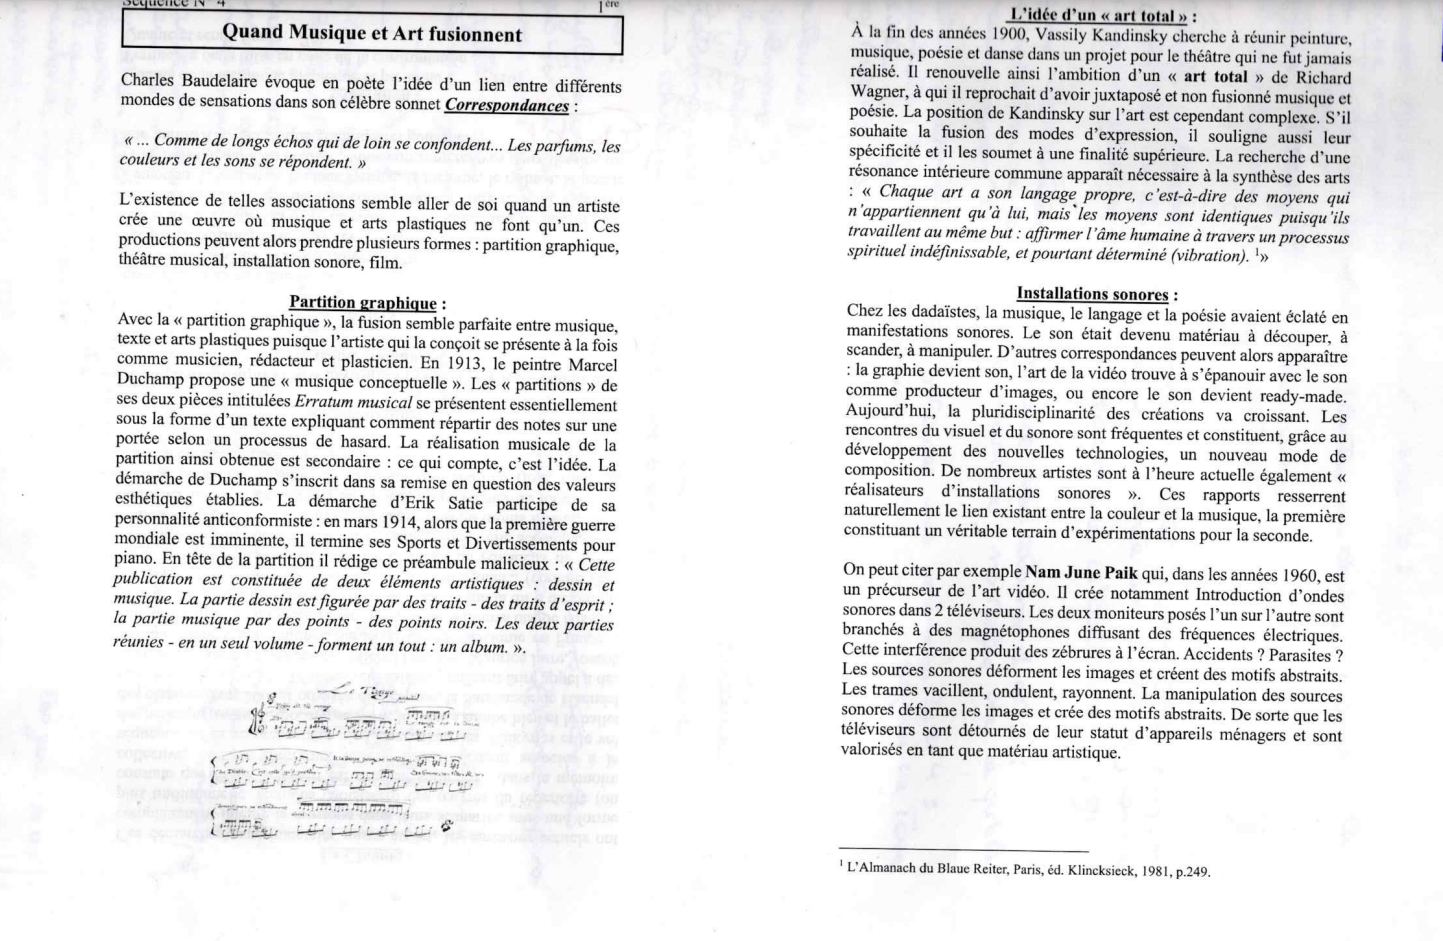 Séquence N° 4
1ère
Quand Musique et Art fusionnent
Charles Baudelaire évoque en poète l'idée d'un lien entre différents
mondes de sensations dans son célèbre sonnet Correspondances :
« ... Comme de longs échos qui de loin se confondent... Les parfums, les
couleurs et les sons se répondent. »
L'existence de telles associations semble aller de soi quand un artiste
crée une œuvre où musique et arts plastiques ne font qu'un. Ces
productions peuvent alors prendre plusieurs formes : partition graphique,
théâtre musical, installation sonore, film.
Partition graphique :
Avec la « partition graphique », la fusion semble parfaite entre musique,
texte et arts plastiques puisque l'artiste qui la conçoit se présente à la fois
comme musicien, rédacteur et plasticien. En 1913, le peintre Marcel
Duchamp propose une « musique conceptuelle ». Les « partitions » de
ses deux pièces intitulées Erratum musical se présentent essentiellement
sous la forme d'un texte expliquant comment répartir des notes sur une
portée selon un processus de hasard. La réalisation musicale de la
partition ainsi obtenue est secondaire : ce qui compte, c'est l'idée. La
démarche de Duchamp s'inscrit dans sa remise en question des valeurs
esthétiques établies. La démarche d'Erik Satie participe de sa
personnalité anticonformiste : en mars 1914, alors que la première guerre
mondiale est imminente, il termine ses Sports et Divertissements pour
piano. En tête de la partition il rédige ce préambule malicieux : « Cette
publication est constituée de deux éléments artistiques : dessin et
musique. La partie dessin est figurée par des traits - des traits d'esprit ;
la partie musique par des points - des points noirs. Les deux parties
réunies - en un seul volume - forment un tout : un album. ».
L'idée d'un « art total » :
À la fin des années 1900, Vassily Kandinsky cherche à réunir peinture,
musique, poésie et danse dans un projet pour le théâtre qui ne fut jamais
réalisé. Il renouvelle ainsi l'ambition d'un « art total » de Richard
Wagner, à qui il reprochait d'avoir juxtaposé et non fusionné musique et
poésie. La position de Kandinsky sur l'art est cependant complexe. S'il
souhaite la fusion des modes d'expression, il souligne aussi leur
spécificité et il les soumet à une finalité supérieure. La recherche d'une
résonance intérieure commune apparaît nécessaire à la synthèse des arts
: « Chaque art a son langage propre, c'est-à-dire des moyens qui
n'appartiennent qu'à lui, mais les moyens sont identiques puisqu'ils
travaillent au même but : affirmer l'âme humaine à travers un processus
spirituel indéfinissable, et pourtant déterminé (vibration). ¹»
Installations sonores :
Chez les dadaïstes, la musique, le langage et la poésie avaient éclaté en
manifestations sonores. Le son était devenu matériau à découper, à
scander, à manipuler. D'autres correspondances peuvent alors apparaître
: la graphie devient son, l'art de la vidéo trouve à s'épanouir avec le son
comme producteur d'images, ou encore le son devient ready-made.
Aujourd'hui, la pluridisciplinarité des créations va croissant. Les
rencontres du visuel et du sonore sont fréquentes et constituent, grâce au
développement des nouvelles technologies, un nouveau mode de
composition. De nombreux artistes sont à l'heure actuelle également «
réalisateurs d'installations sonores ». Ces rapports resserrent
naturellement le lien existant entre la couleur et la musique, la première
constituant un véritable terrain d'expérimentations pour la seconde.
On peut citer par exemple Nam June Paik qui, dans les années 1960, est
un précurseur de l'art vidéo. Il crée notamment Introduction d'ondes
sonores dans 2 téléviseurs. Les deux moniteurs posés l'un sur l'autre sont
branchés à des magnétophones diffusant des fréquences électriques.
Cette interférence produit des zébrures à l'écran. Accidents ? Parasites ?
Les sources sonores déforment les images et créent des motifs abstraits.
Les trames vacillent, ondulent, rayonnent. La manipulation des sources
sonores déforme les images et crée des motifs abstraits. De sorte que les
téléviseurs sont détournés de leur statut d'appareils ménagers et sont
valorisés en tant que matériau artistique.
¹ L'Almanach du Blaue Reiter, Paris, éd. Klincksieck, 1981, p.249.